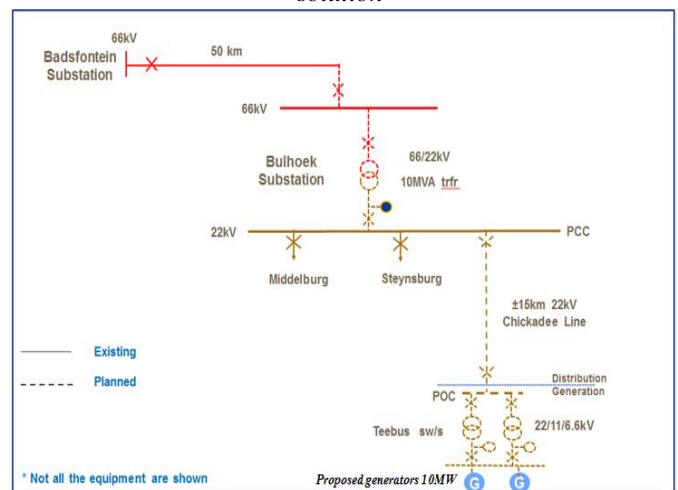 solution
66kV
Badsfontein
Substation
50 km
66kV
Bulhoek
Substation
66/22kV
10MVA trfr
22kV
PCC
Middelburg
Steynsburg
±15km 22kV
Chickadee Line
Existing
Planned
Distribution
Generation
POC
Teebus sw/s
22/11/6.6kV
* Not all the equipment are shown
Proposed generators 10MW
G
G